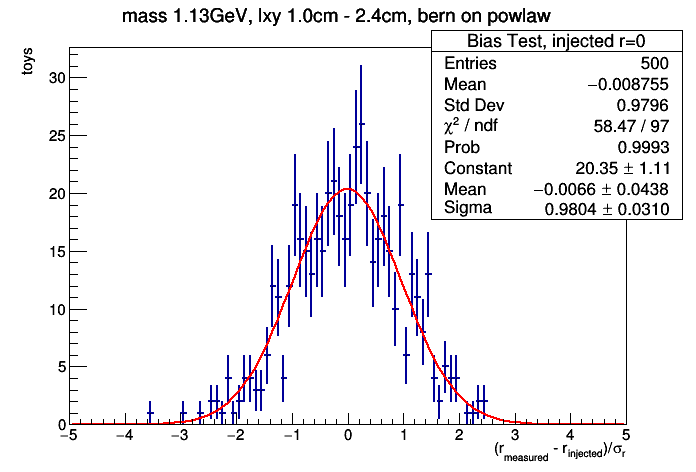 mass 1.13GeV, lxy 1.0cm - 2.4cm, bern on powlaw
toys
Bias Test, injected r=0
Entries 500
Mean −0.008755
Std Dev 0.9796
χ² / ndf 58.47 / 97
Prob 0.9993
Constant 20.35 ± 1.11
Mean −0.0066 ± 0.0438
Sigma 0.9804 ± 0.0310
30
25
20
15
10
5
0
−5 −4 −3 −2 −1 0 1 2 3 4 5
(r_measured - r_injected)/σ_r